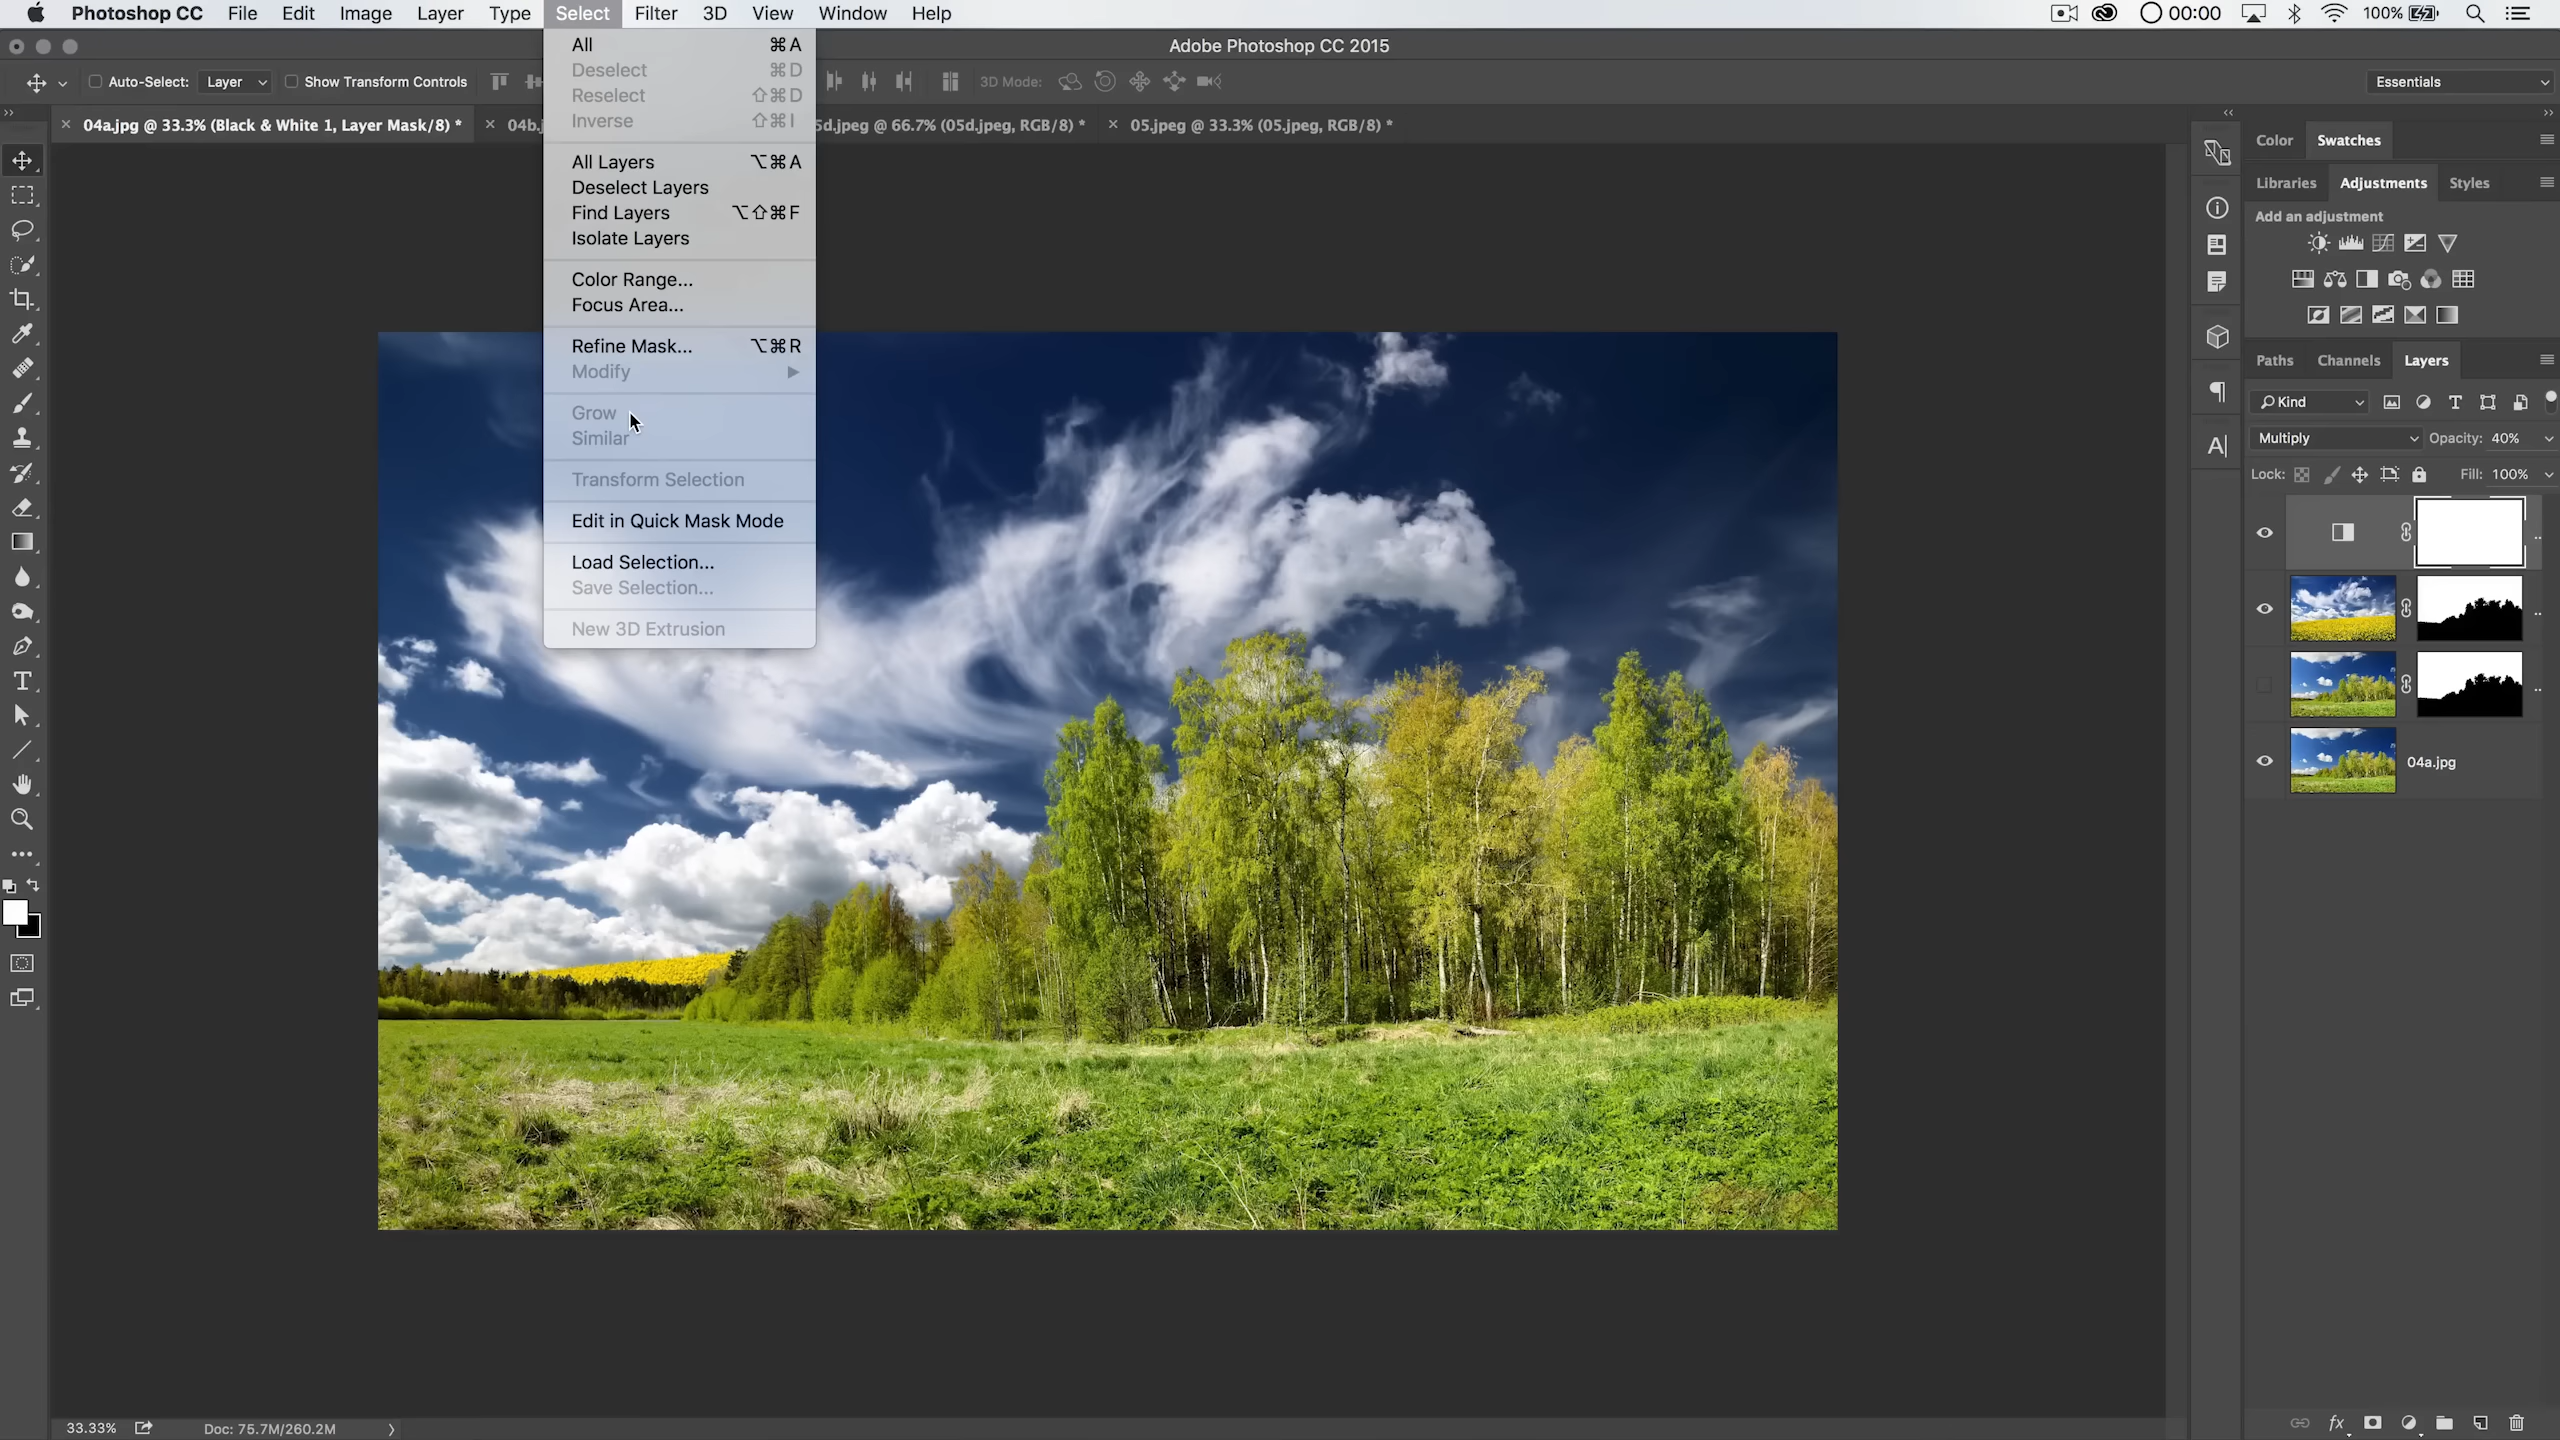 Photoshop CC File Edit Image Layer Type Select Filter 3D View Window Help 00:00 100%
Adobe Photoshop CC 2015
Auto-Select: Layer Show Transform Controls 3D Mode: Essentials
04a.jpg @ 33.3% (Black & White 1, Layer Mask/8) * 04b.j 5d.jpeg @ 66.7% (05d.jpeg, RGB/8) * 05.jpeg @ 33.3% (05.jpeg, RGB/8) *
All ⌘A
Deselect ⌘D
Reselect ⇧⌘D
Inverse ⇧⌘I
All Layers ⌥⌘A
Deselect Layers
Find Layers ⌥⇧⌘F
Isolate Layers
Color Range...
Focus Area...
Refine Mask... ⌥⌘R
Modify
Grow
Similar
Transform Selection
Edit in Quick Mask Mode
Load Selection...
Save Selection...
New 3D Extrusion
Color Swatches
Libraries Adjustments Styles
Add an adjustment
Paths Channels Layers
Kind
Multiply Opacity: 40%
Lock: Fill: 100%
04a.jpg
33.33% Doc: 75.7M/260.2M